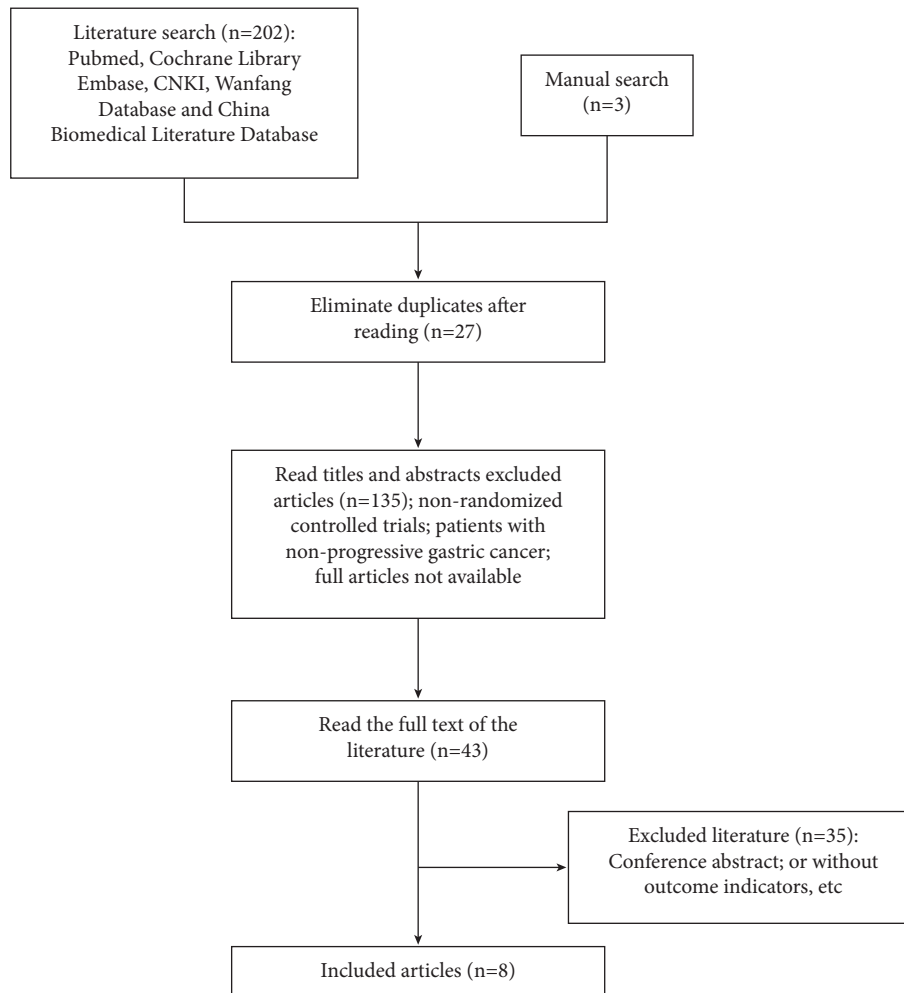 Literature search (n=202):
Pubmed, Cochrane Library
Embase, CNKI, Wanfang
Database and China
Biomedical Literature Database
Manual search
(n=3)
Eliminate duplicates after
reading (n=27)
Read titles and abstracts excluded
articles (n=135); non-randomized
controlled trials; patients with
non-progressive gastric cancer;
full articles not available
Read the full text of the
literature (n=43)
Excluded literature (n=35):
Conference abstract; or without
outcome indicators, etc
Included articles (n=8)